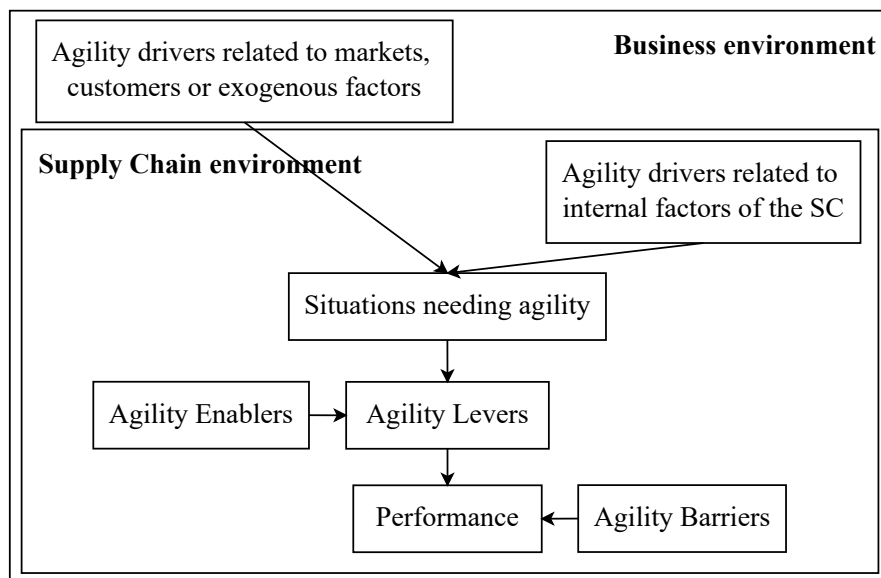 Agility drivers related to markets,
customers or exogenous factors
Business environment
Supply Chain environment
Agility drivers related to
internal factors of the SC
Situations needing agility
Agility Enablers
Agility Levers
Performance
Agility Barriers